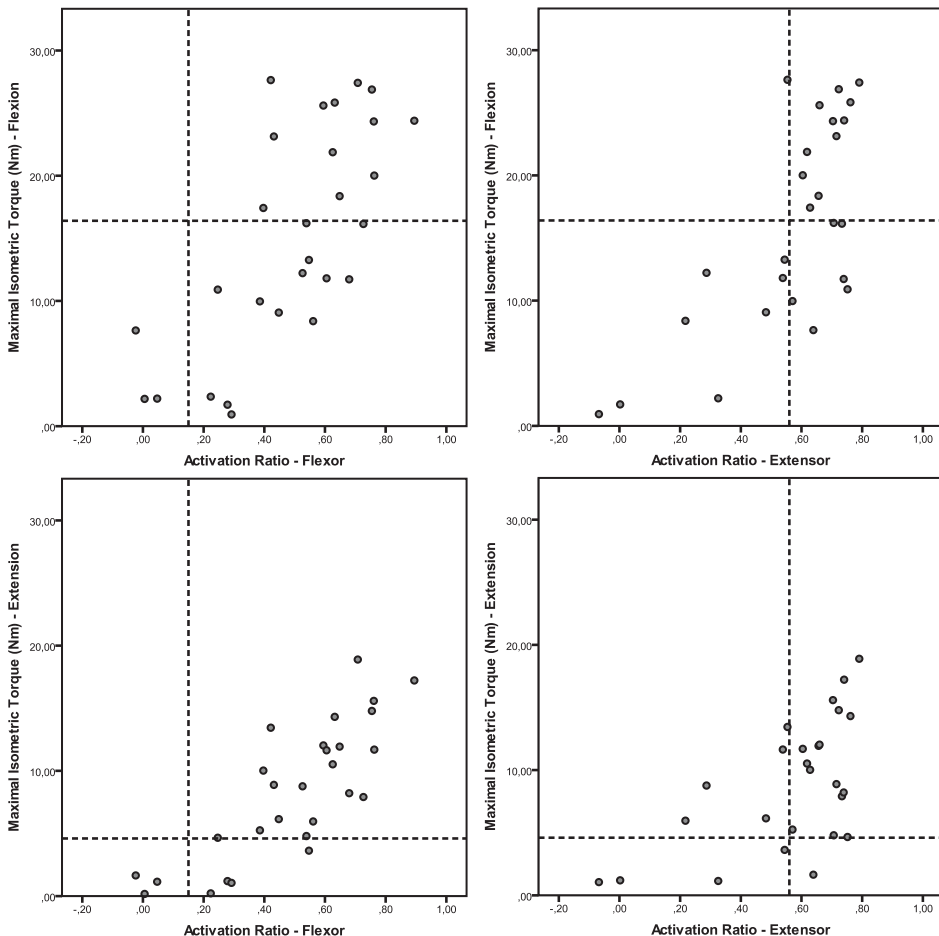 Maximal Isometric Torque (Nm) - Flexion
30,00
20,00
10,00
,00
-,20 ,00 ,20 ,40 ,60 ,80 1,00
Activation Ratio - Flexor
Maximal Isometric Torque (Nm) - Flexion
30,00
20,00
10,00
,00
-,20 ,00 ,20 ,40 ,60 ,80 1,00
Activation Ratio - Extensor
Maximal Isometric Torque (Nm) - Extension
30,00
20,00
10,00
,00
-,20 ,00 ,20 ,40 ,60 ,80 1,00
Activation Ratio - Flexor
Maximal Isometric Torque (Nm) - Extension
30,00
20,00
10,00
,00
-,20 ,00 ,20 ,40 ,60 ,80 1,00
Activation Ratio - Extensor